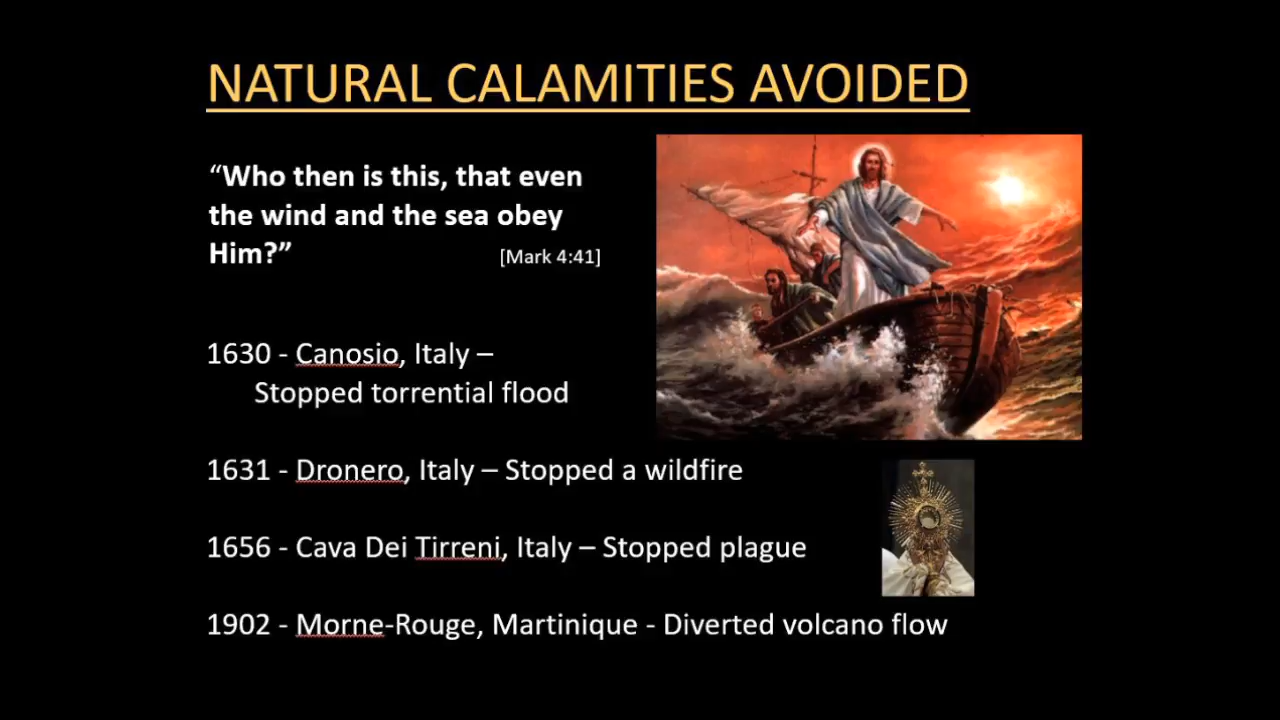 NATURAL CALAMITIES AVOIDED
“Who then is this, that even
the wind and the sea obey
Him?” [Mark 4:41]
1630 - Canosio, Italy –
Stopped torrential flood
1631 - Dronero, Italy – Stopped a wildfire
1656 - Cava Dei Tirreni, Italy – Stopped plague
1902 - Morne-Rouge, Martinique - Diverted volcano flow